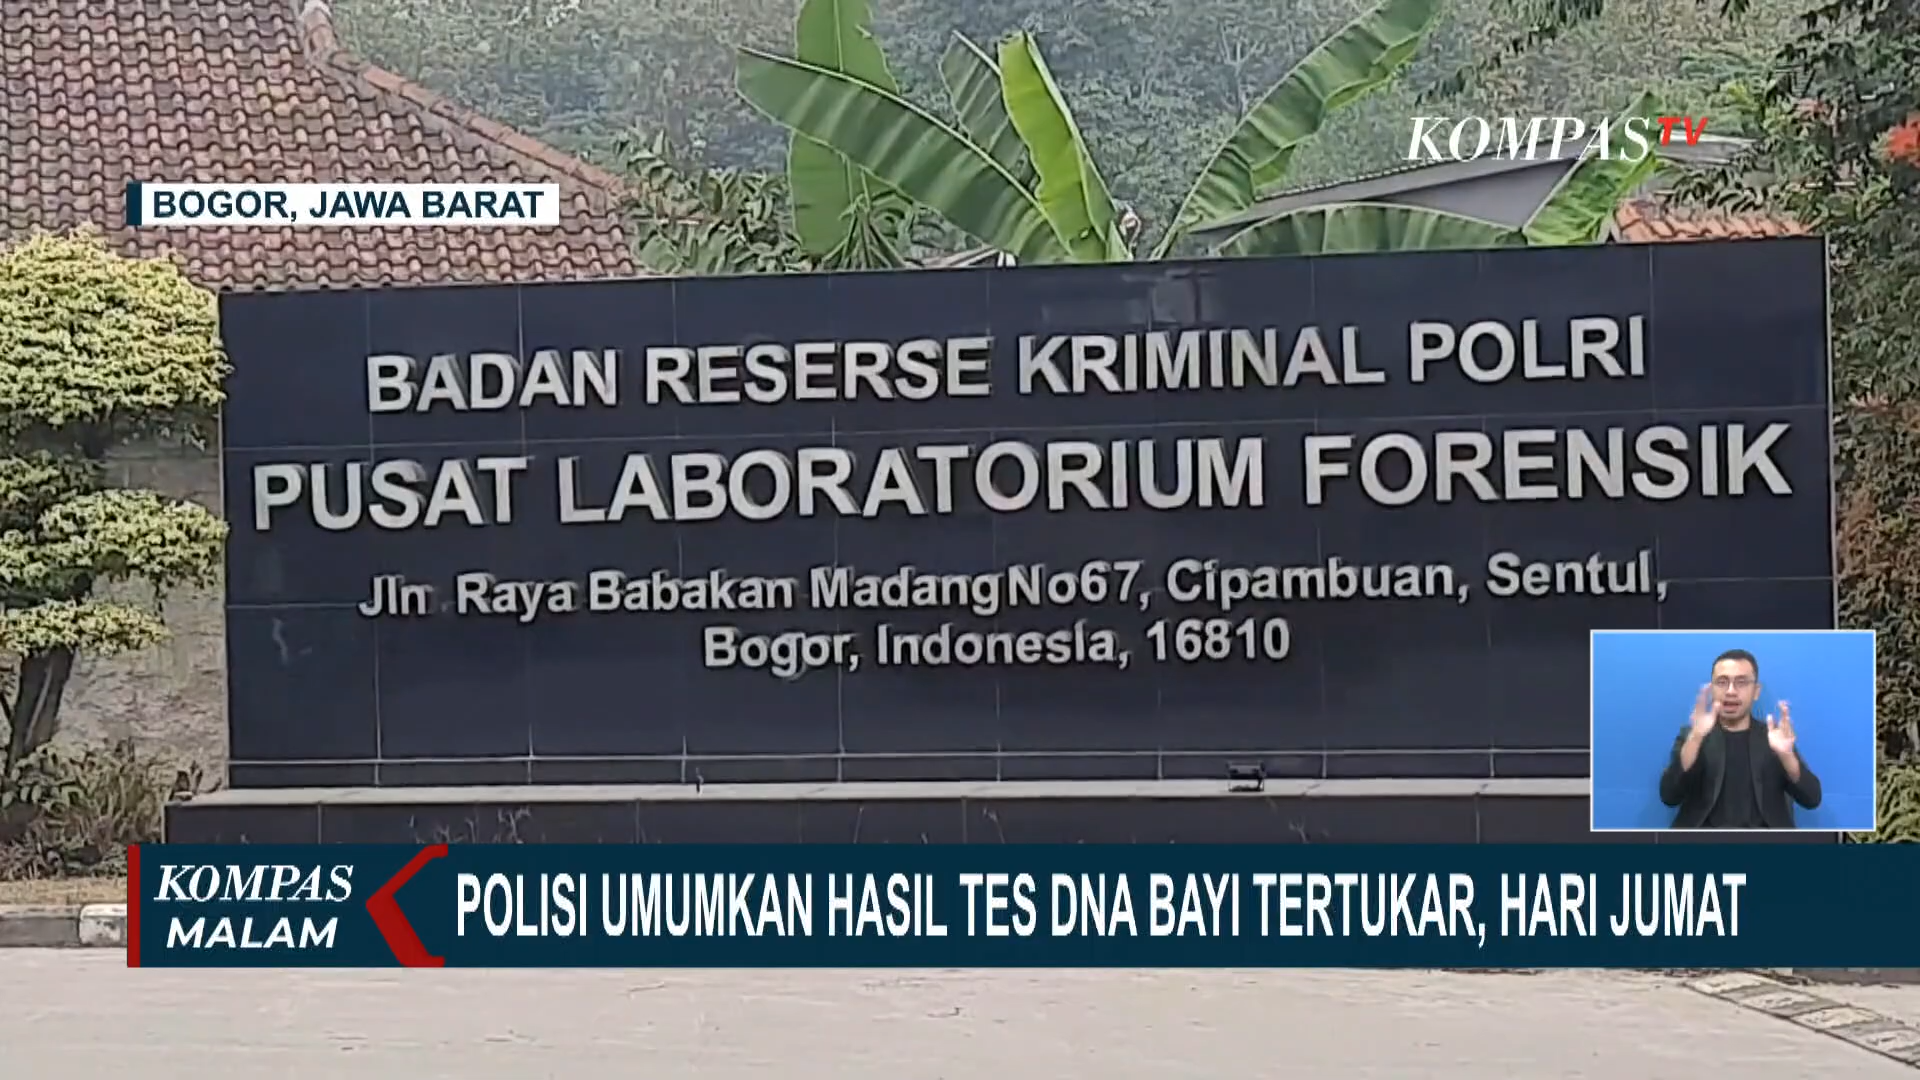 KOMPASTV
BOGOR, JAWA BARAT
BADAN RESERSE KRIMINAL POLRI
PUSAT LABORATORIUM FORENSIK
Jln Raya Babakan Madang No67, Cipambuan, Sentul,
Bogor, Indonesia, 16810
KOMPAS
MALAM
POLISI UMUMKAN HASIL TES DNA BAYI TERTUKAR, HARI JUMAT